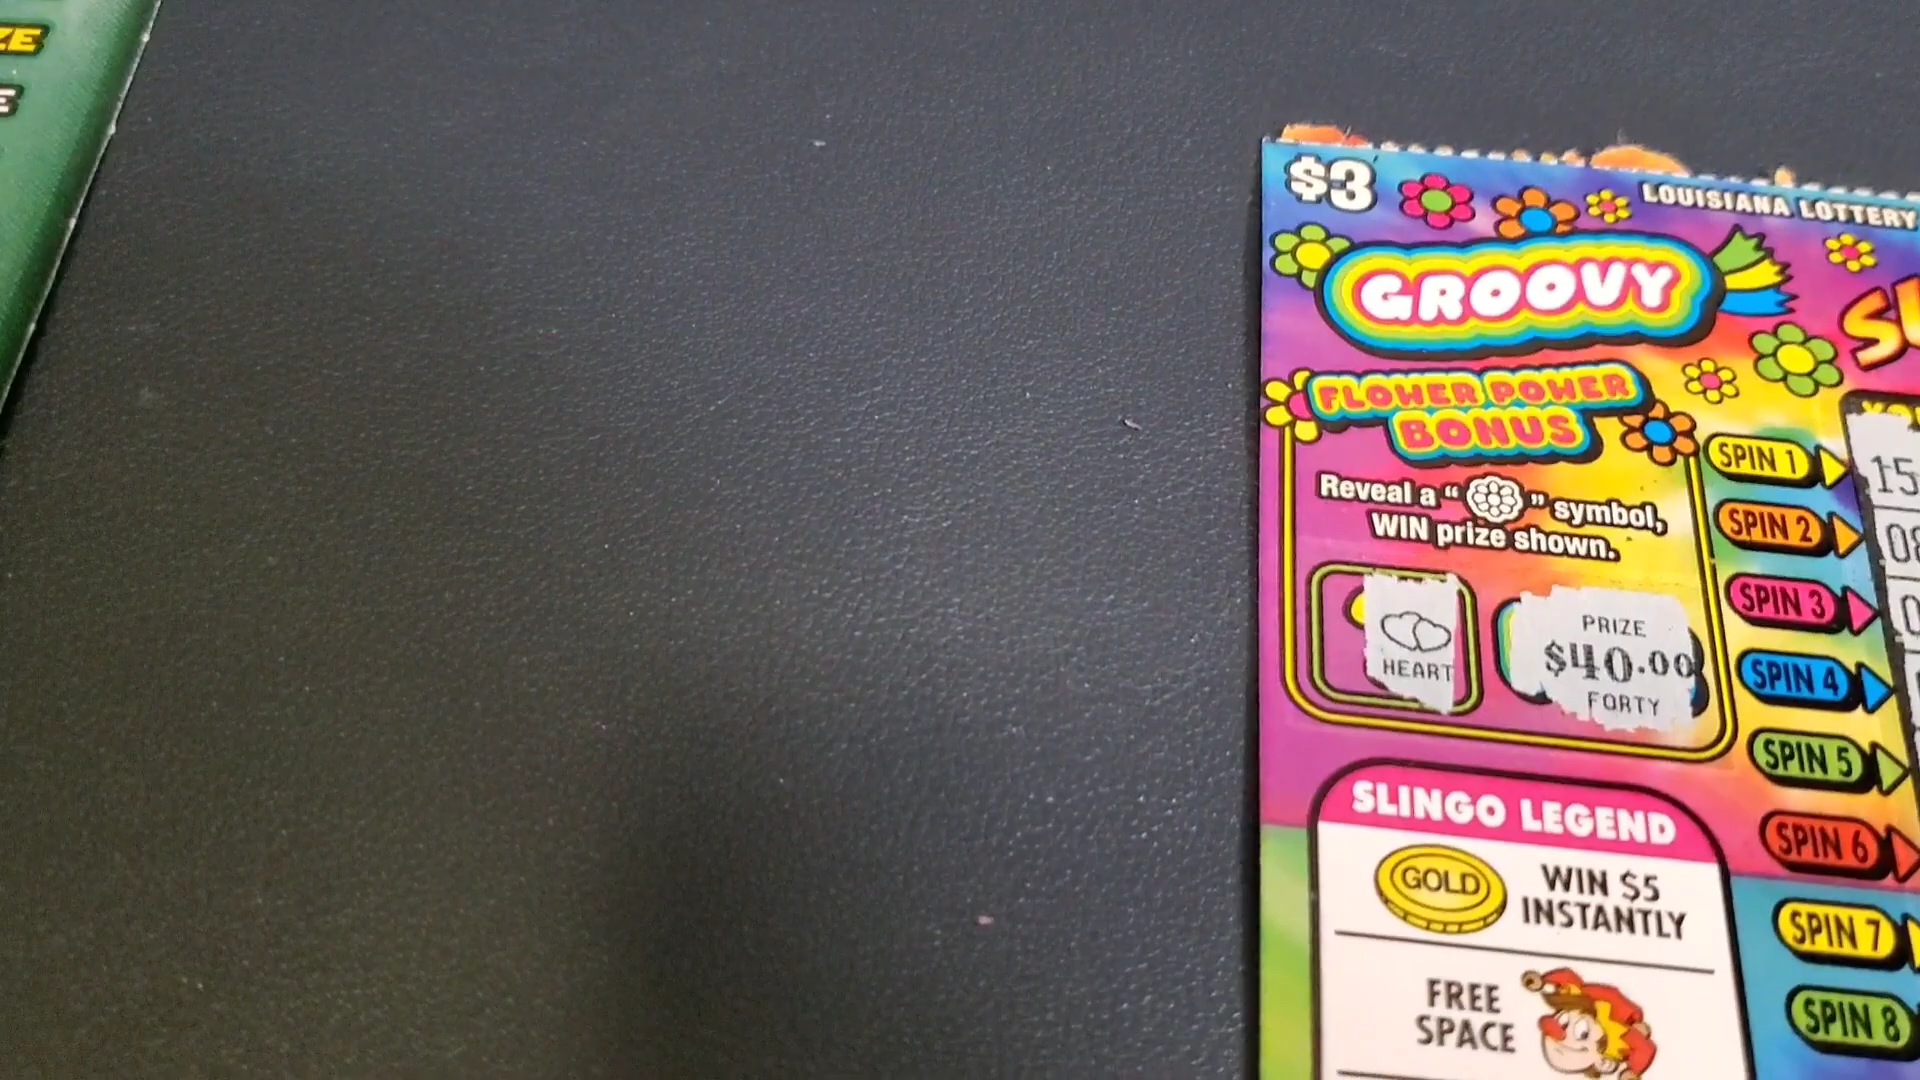 $3
LOUISIANA LOTTERY
GROOVY
FLOWER POWER
BONUS
Reveal a " " symbol,
WIN prize shown.
HEART
PRIZE
$40.00
FORTY
SPIN 1
15
SPIN 2
SPIN 3
SPIN 4
SPIN 5
SPIN 6
SPIN 7
SPIN 8
SLINGO LEGEND
GOLD
WIN $5
INSTANTLY
FREE
SPACE